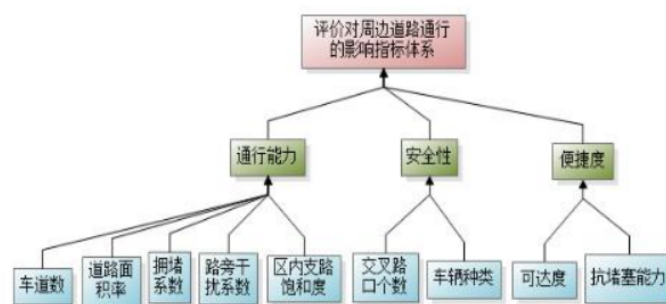 评价对周边道路通行
的影响指标体系
通行能力
安全性
便捷度
车道数
道路面
积率
拥堵
系数
路旁干
扰系数
区内支路
饱和度
交叉路
口个数
车辆种类
可达度
抗堵塞能力